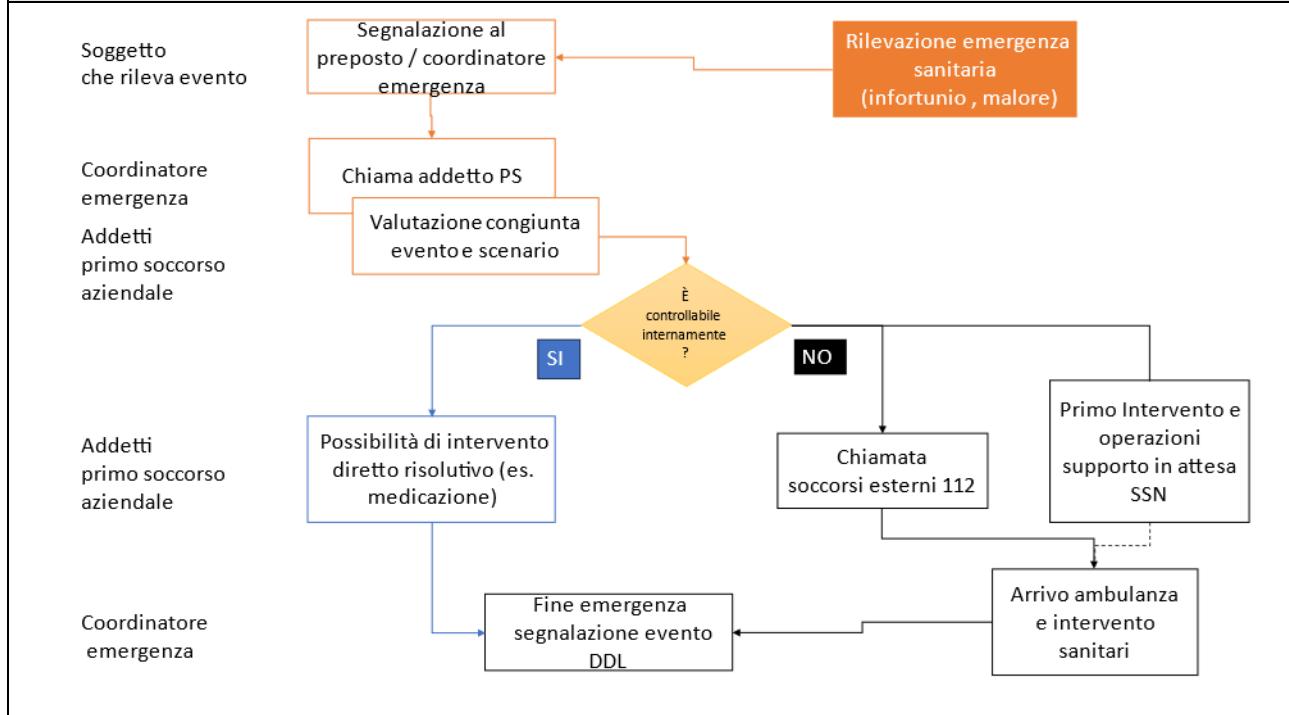 Soggetto
che rileva evento
Segnalazione al
preposto / coordinatore
emergenza
Rilevazione emergenza
sanitaria
(infortunio , malore)
Coordinatore
emergenza
Chiama addetto PS
Addetti
primo soccorso
aziendale
Valutazione congiunta
evento e scenario
È
controllabile
internamente
?
SI
NO
Addetti
primo soccorso
aziendale
Possibilità di intervento
diretto risolutivo (es.
medicazione)
Chiamata
soccorsi esterni 112
Primo Intervento e
operazioni
supporto in attesa
SSN
Coordinatore
emergenza
Fine emergenza
segnalazione evento
DDL
Arrivo ambulanza
e intervento
sanitari